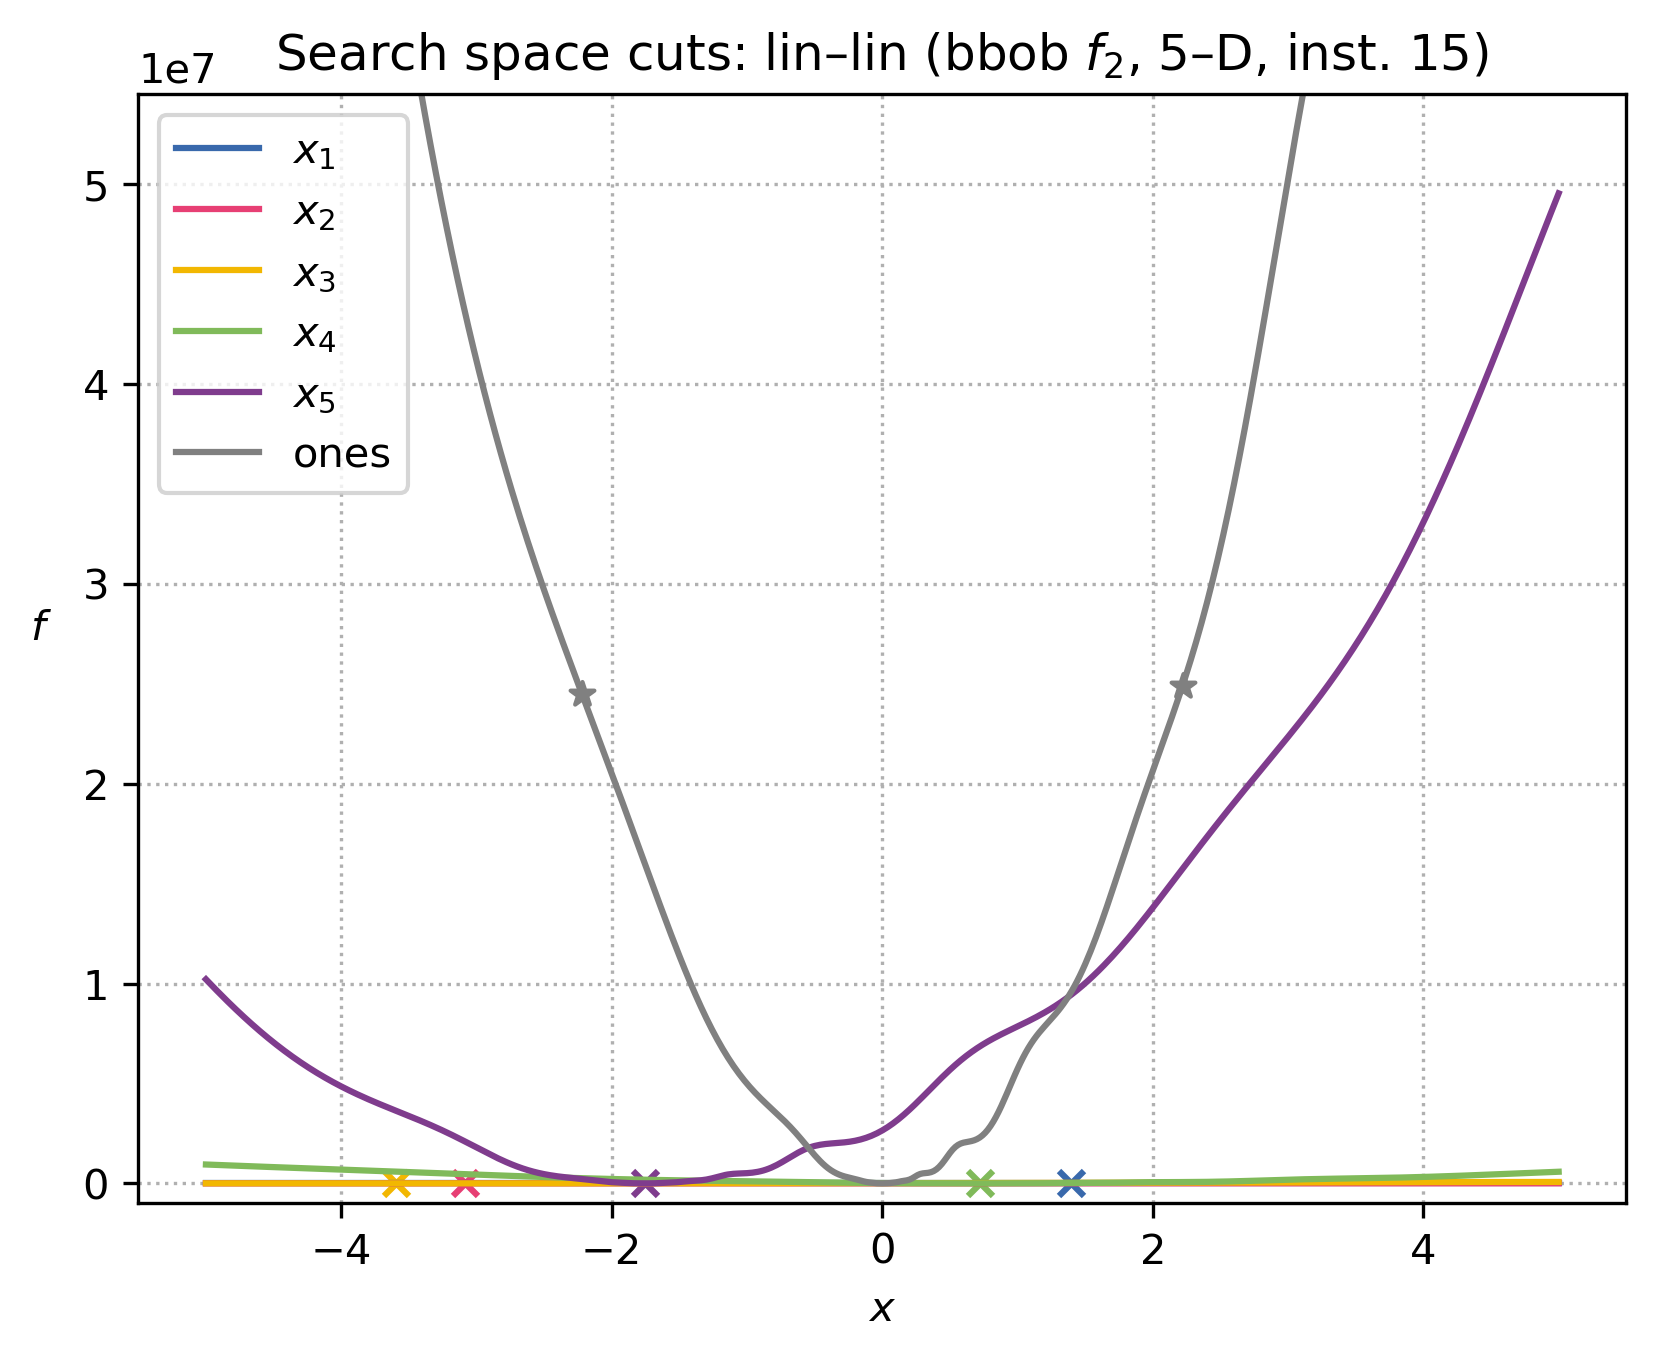 Search space cuts: lin–lin (bbob f₂, 5–D, inst. 15)
1e7
x₁
x₂
x₃
x₄
x₅
ones
5
4
3
2
1
0
f
−4 −2 0 2 4
x